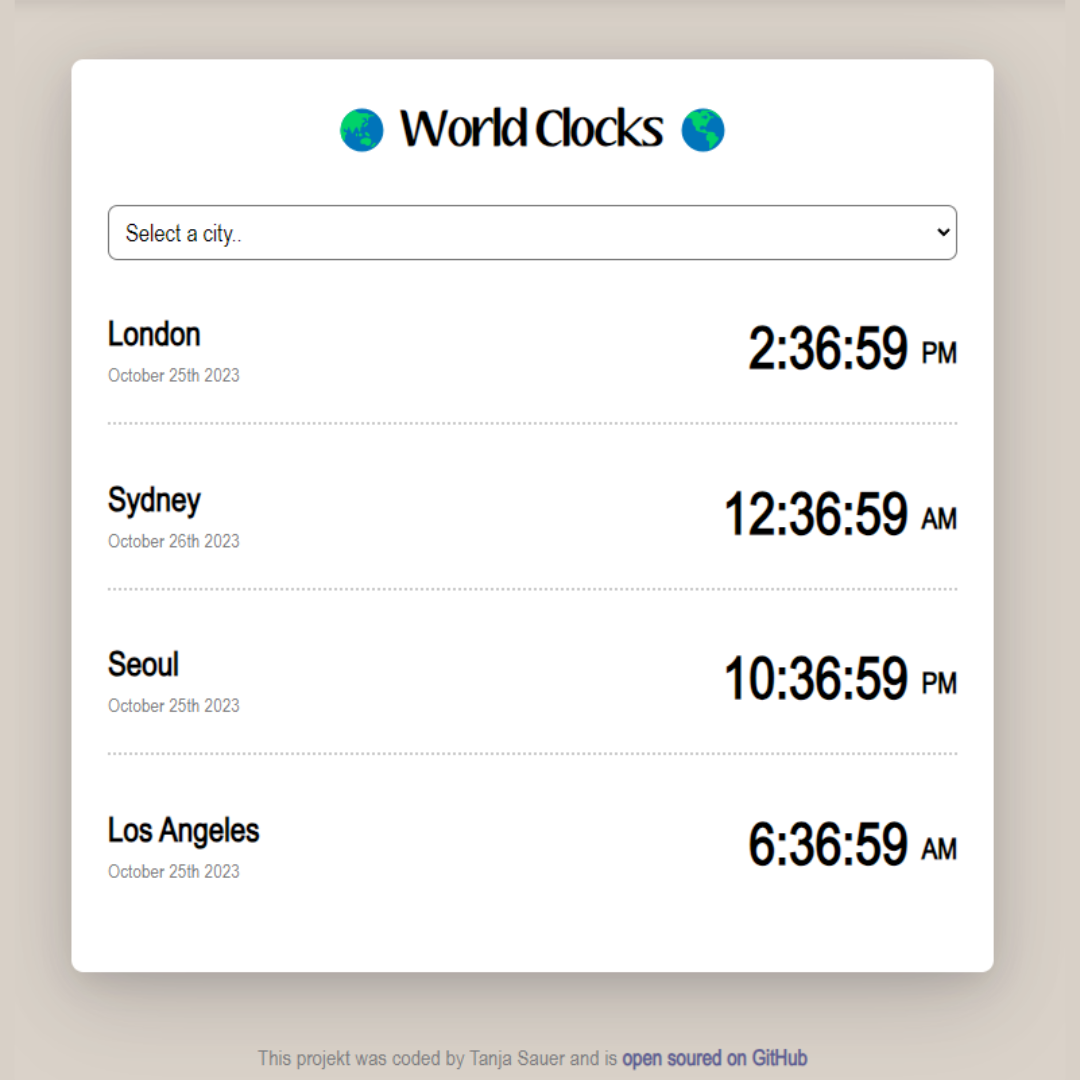 World Clocks
Select a city..
London
2:36:59 PM
October 25th 2023
Sydney
12:36:59 AM
October 26th 2023
Seoul
10:36:59 PM
October 25th 2023
Los Angeles
6:36:59 AM
October 25th 2023
This projekt was coded by Tanja Sauer and is open soured on GitHub